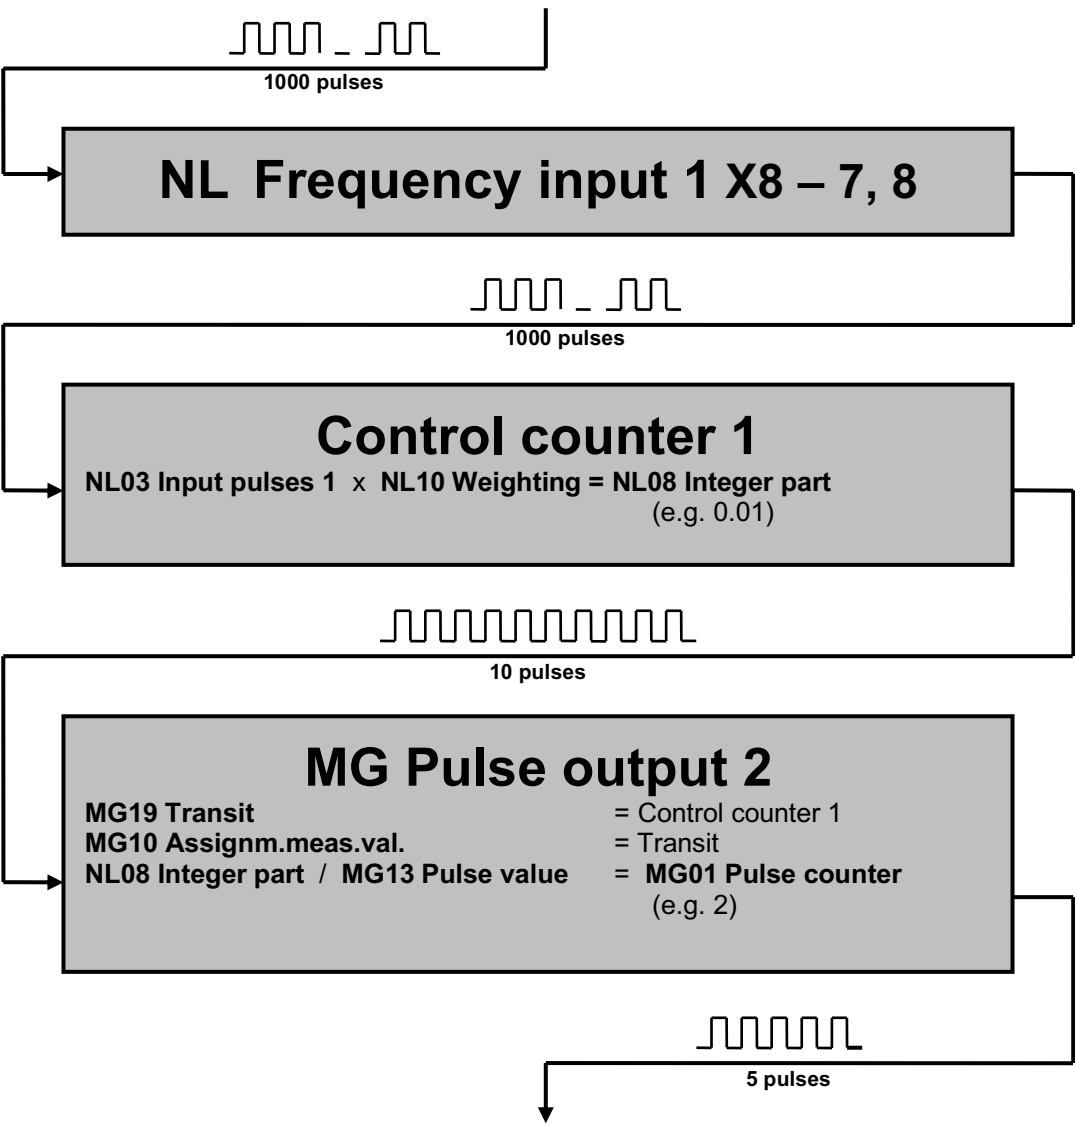 1000 pulses
NL Frequency input 1 X8 – 7, 8
1000 pulses
Control counter 1
NL03 Input pulses 1 x NL10 Weighting = NL08 Integer part
(e.g. 0.01)
10 pulses
MG Pulse output 2
MG19 Transit = Control counter 1
MG10 Assignm.meas.val. = Transit
NL08 Integer part / MG13 Pulse value = MG01 Pulse counter
(e.g. 2)
5 pulses